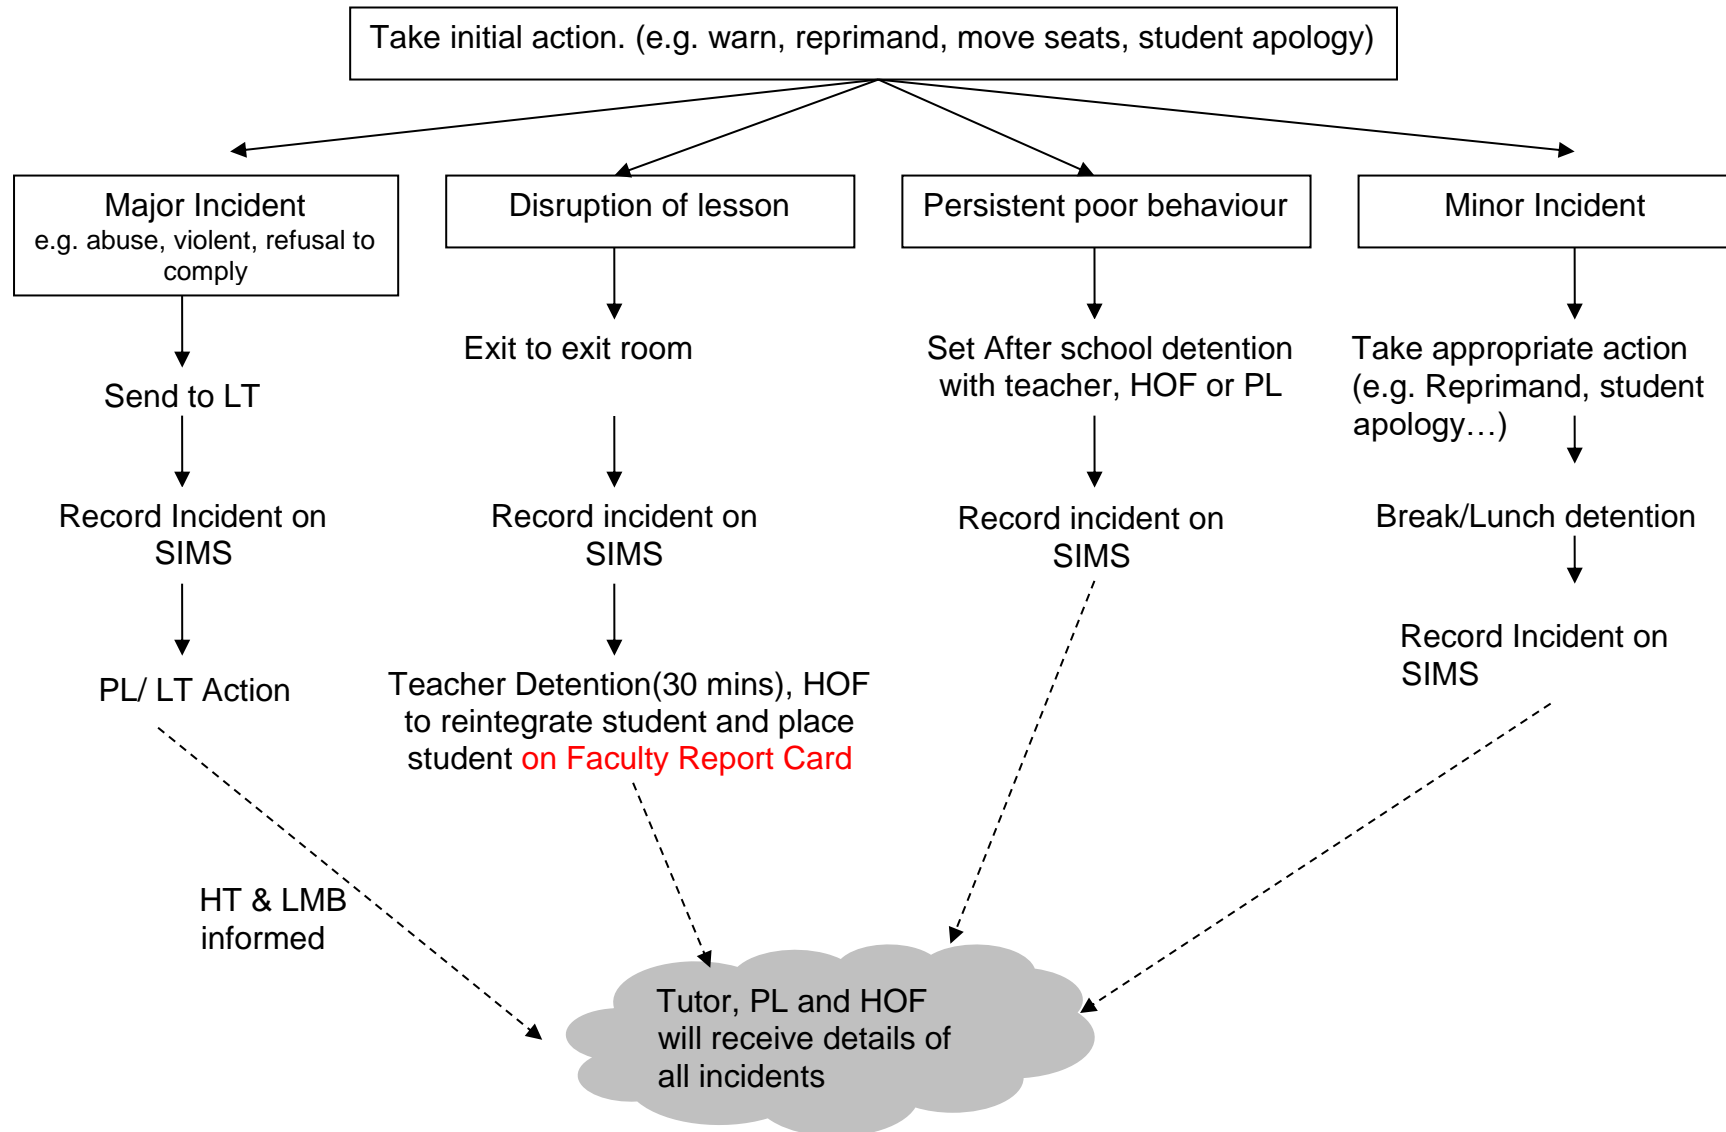 Take initial action. (e.g. warn, reprimand, move seats, student apology)
Major Incident
e.g. abuse, violent, refusal to
comply
Disruption of lesson
Persistent poor behaviour
Minor Incident
Send to LT
Exit to exit room
Set After school detention
with teacher, HOF or PL
Take appropriate action
(e.g. Reprimand, student
apology…)
Record Incident on
SIMS
Record incident on
SIMS
Record incident on
SIMS
Break/Lunch detention
PL/ LT Action
Teacher Detention(30 mins), HOF
to reintegrate student and place
student on Faculty Report Card
Record Incident on
SIMS
HT & LMB
informed
Tutor, PL and HOF
will receive details of
all incidents